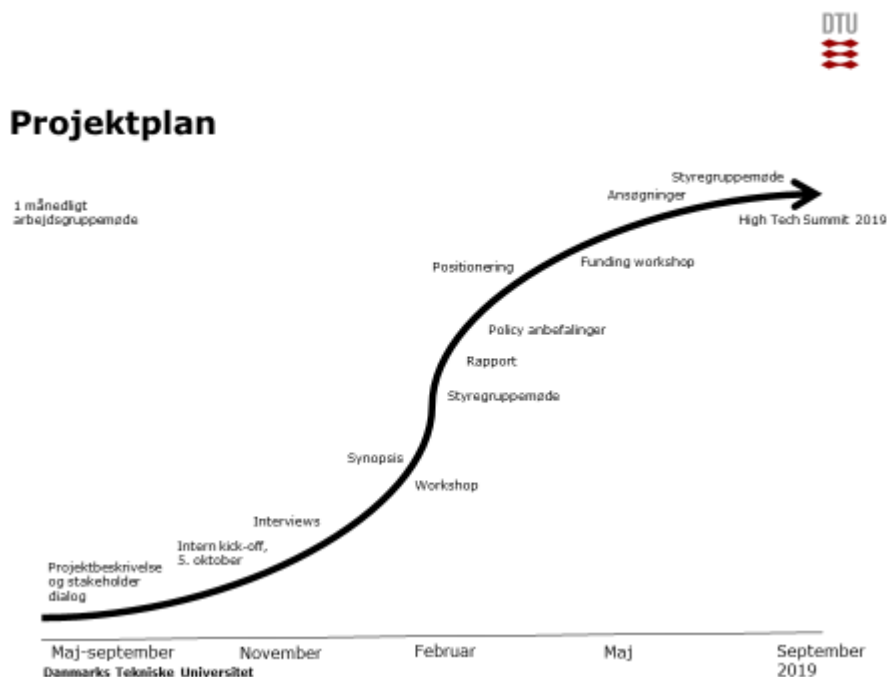 DTU
Projektplan
1 månedligt
arbejdsgruppemøde
Styregruppemøde
Ansøgninger
High Tech Summit 2019
Positionering
Funding workshop
Policy anbefalinger
Rapport
Styregruppemøde
Synopsis
Workshop
Interviews
Intern kick-off,
5. oktober
Projektbeskrivelse
og stakeholder
dialog
Maj-september
November
Februar
Maj
September
2019
Danmarks Tekniske Universitet